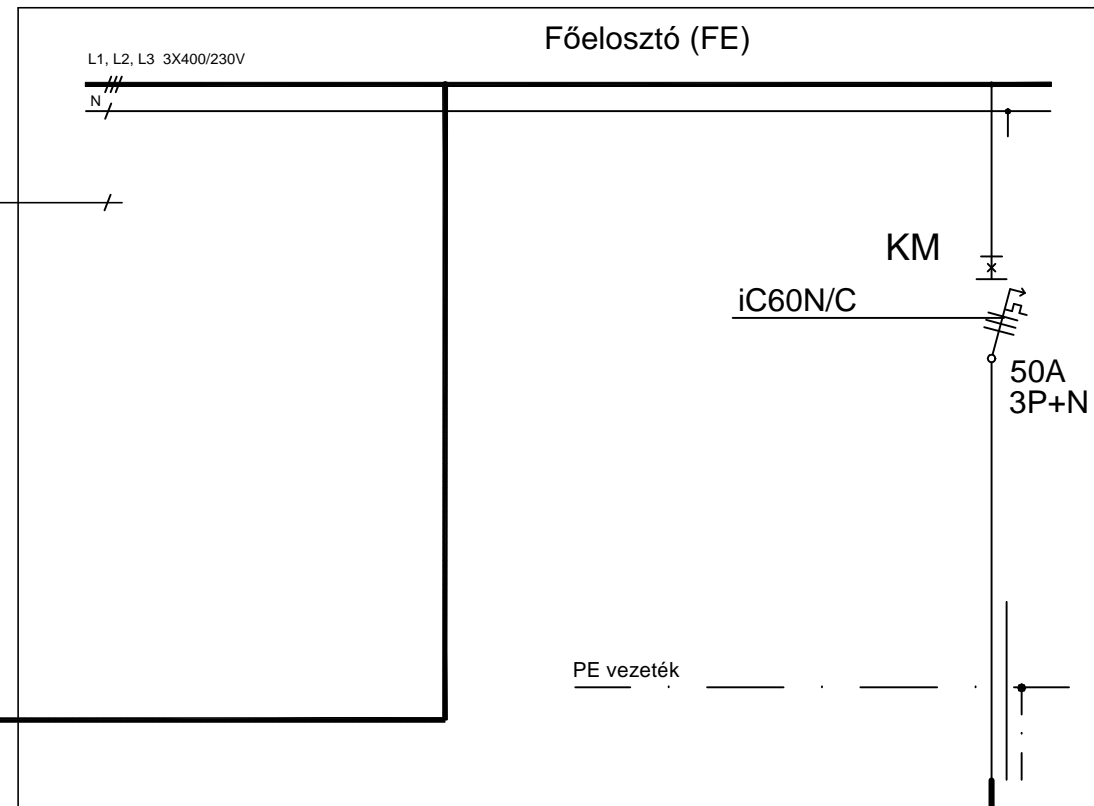 Főelosztó (FE)
L1, L2, L3 3X400/230V
N
KM
iC60N/C
50A
3P+N
PE vezeték